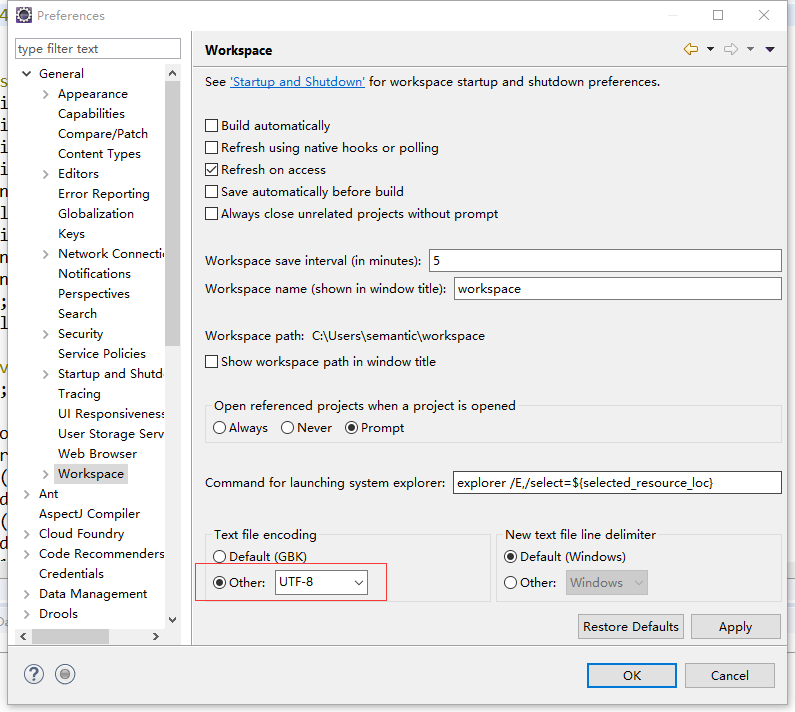 Preferences
type filter text
General
Appearance
Capabilities
Compare/Patch
Content Types
Editors
Error Reporting
Globalization
Keys
Network Connectio
Notifications
Perspectives
Search
Security
Service Policies
Startup and Shutd
Tracing
UI Responsiveness
User Storage Serv
Web Browser
Workspace
Ant
AspectJ Compiler
Cloud Foundry
Code Recommenders
Credentials
Data Management
Drools
Workspace
See 'Startup and Shutdown' for workspace startup and shutdown preferences.
Build automatically
Refresh using native hooks or polling
Refresh on access
Save automatically before build
Always close unrelated projects without prompt
Workspace save interval (in minutes): 5
Workspace name (shown in window title): workspace
Workspace path: C:\Users\semantic\workspace
Show workspace path in window title
Open referenced projects when a project is opened
Always Never Prompt
Command for launching system explorer: explorer /E,/select=${selected_resource_loc}
Text file encoding
Default (GBK)
Other: UTF-8
New text file line delimiter
Default (Windows)
Other: Windows
Restore Defaults Apply
OK Cancel